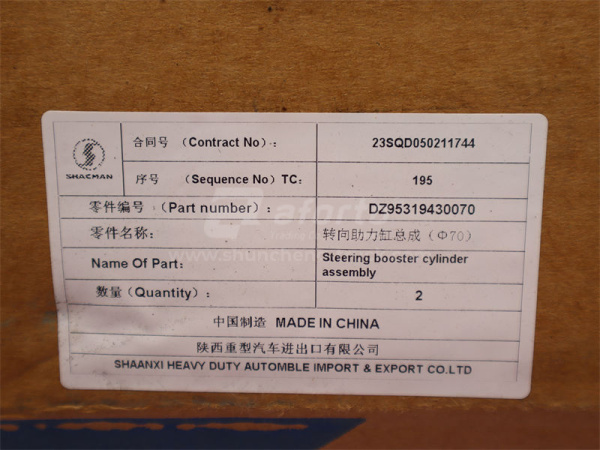 SHACMAN
合同号 (Contract No)： 23SQD050211744
序号 (Sequence No) TC: 195
零件编号 (Part number): DZ95319430070
零件名称: 转向助力缸总成（Φ70）
Name Of Part: Steering booster cylinder
assembly
数量 (Quantity)： 2
中国制造 MADE IN CHINA
陕西重型汽车进出口有限公司
SHAANXI HEAVY DUTY AUTOMBLE IMPORT & EXPORT CO.LTD